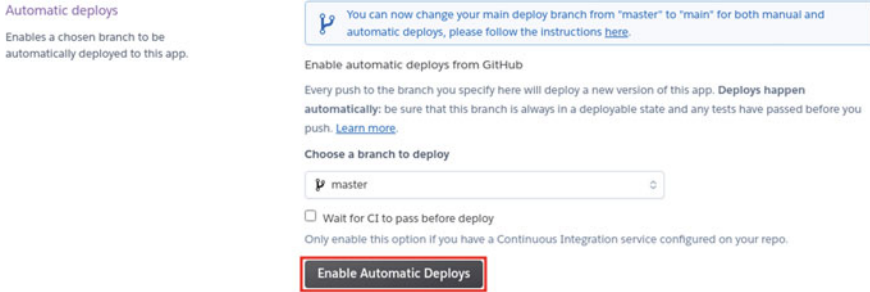 Automatic deploys
Enables a chosen branch to be
automatically deployed to this app.
You can now change your main deploy branch from "master" to "main" for both manual and
automatic deploys, please follow the instructions here.
Enable automatic deploys from GitHub
Every push to the branch you specify here will deploy a new version of this app. Deploys happen
automatically: be sure that this branch is always in a deployable state and any tests have passed before you
push. Learn more.
Choose a branch to deploy
master
Wait for CI to pass before deploy
Only enable this option if you have a Continuous Integration service configured on your repo.
Enable Automatic Deploys